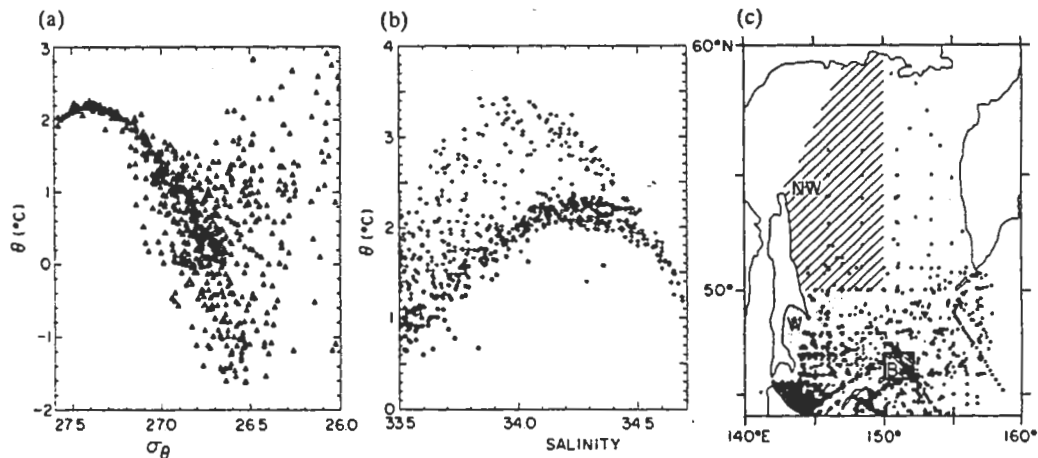 (a)
(b)
(c)
3
2
1
0
-1
-2
θ (°C)
27.5 27.0 26.5 26.0
σθ
4
3
2
1
0
θ (°C)
33.5 34.0 34.5
SALINITY
60°N
50°
NW
W
B
140°E 150° 160°